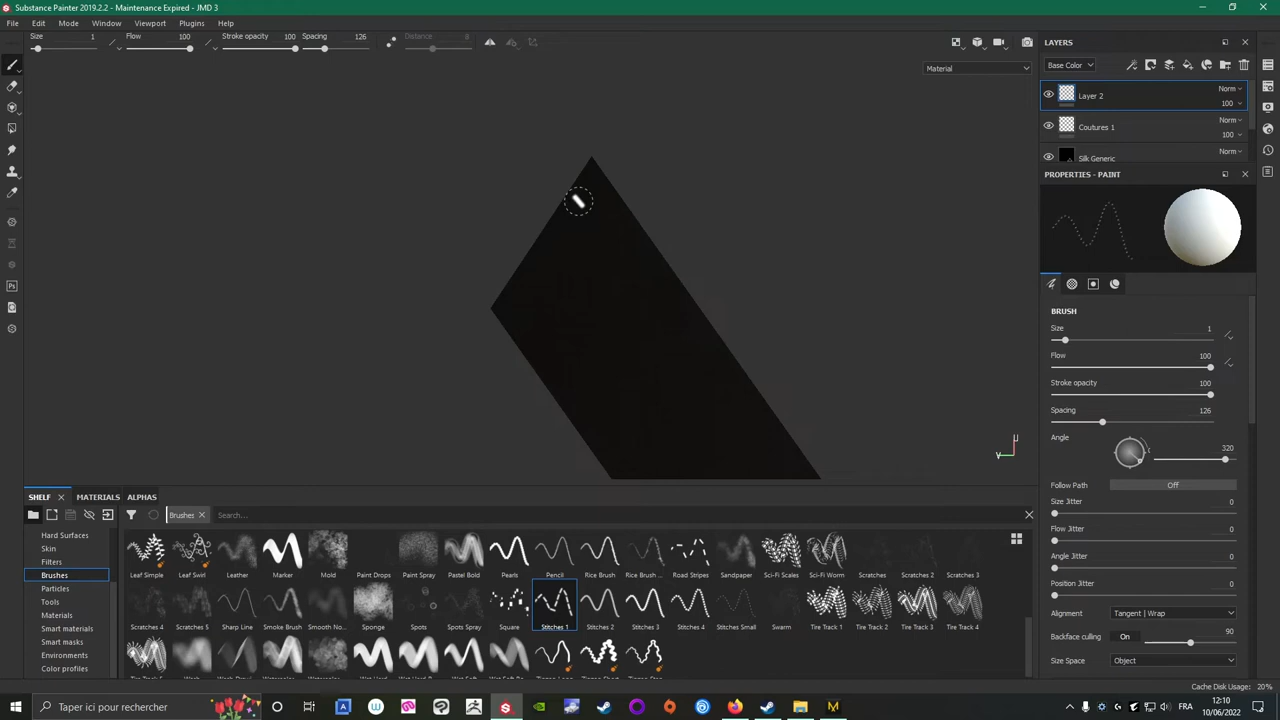 Substance Painter 2019.2.2 - Maintenance Expired - JMD 3
File Edit Mode Window Viewport Plugins Help
Size 1 Flow 100 Stroke opacity 100 Spacing 126 Distance 8
Material
LAYERS
Base Color
Layer 2 Norm 100
Coutures 1 Norm 100
Silk Generic Norm
PROPERTIES - PAINT
BRUSH
Size 1
Flow 100
Stroke opacity 100
Spacing 126
Angle 320
Follow Path Off
Size Jitter 0
Flow Jitter 0
Angle Jitter 0
Position Jitter 0
Alignment Tangent | Wrap
Backface culling On 90
Size Space Object
Y
SHELF MATERIALS ALPHAS
Brushes Search...
Hard Surfaces
Skin
Filters
Brushes
Particles
Tools
Materials
Smart materials
Smart masks
Environments
Color profiles
Leaf Simple Leaf Swirl Leather Marker Mold Paint Drops Paint Spray Pastel Bold Pearls Pencil Rice Brush Rice Brush ... Road Stripes Sandpaper Sci-Fi Scales Sci-Fi Worm Scratches Scratches 2 Scratches 3
Scratches 4 Scratches 5 Sharp Line Silicone Smoke Brush Smooth No... Sponge Spots Spots Spray Square Stitches 1 Stitches 2 Stitches 3 Stitches 4 Stitches Small Swarm Tire Track 1 Tire Track 2 Tire Track 3 Tire Track 4
Cache Disk Usage: 20%
Taper ici pour rechercher
12:10
10/06/2022